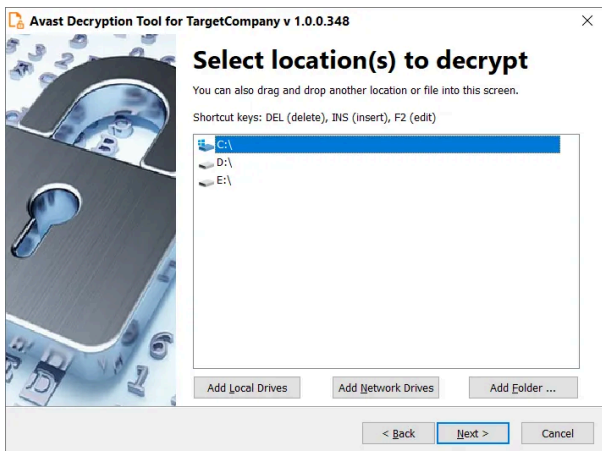 Avast Decryption Tool for TargetCompany v 1.0.0.348
Select location(s) to decrypt
You can also drag and drop another location or file into this screen.
Shortcut keys: DEL (delete), INS (insert), F2 (edit)
C:\
D:\
E:\
Add Local Drives Add Network Drives Add Folder ...
< Back Next > Cancel